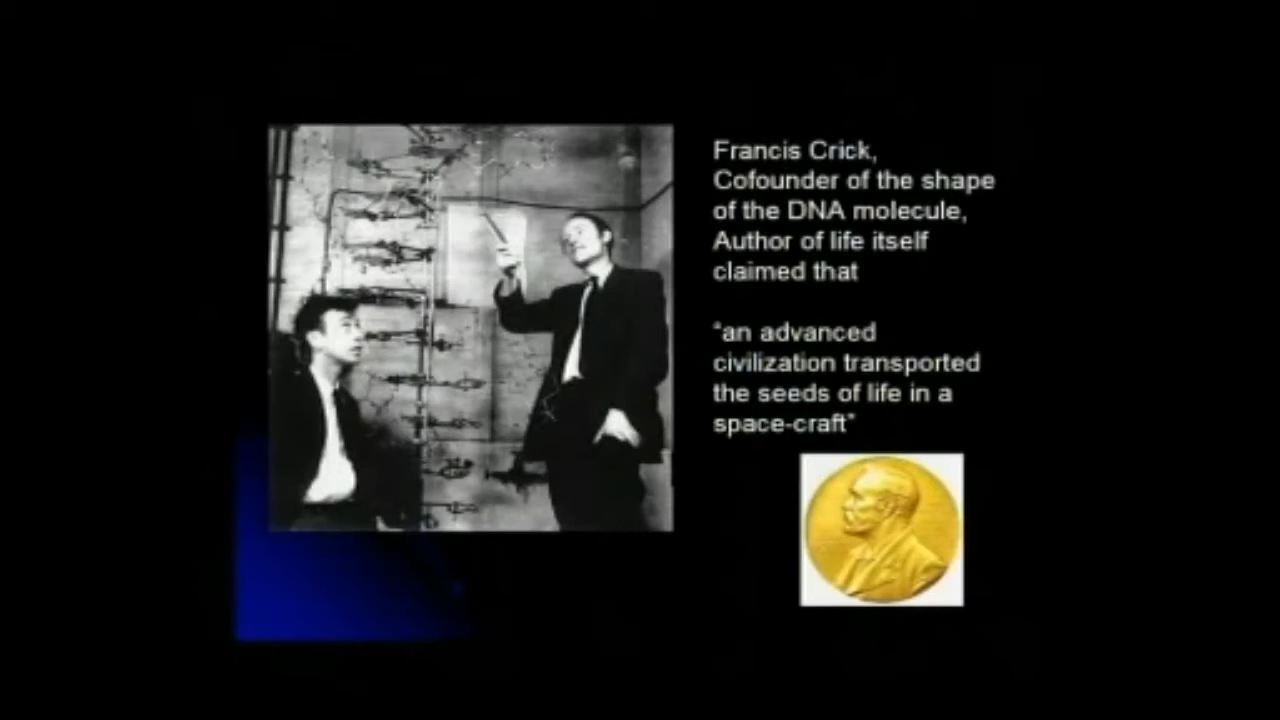 Francis Crick,
Cofounder of the shape
of the DNA molecule,
Author of life itself
claimed that
“an advanced
civilization transported
the seeds of life in a
space-craft”